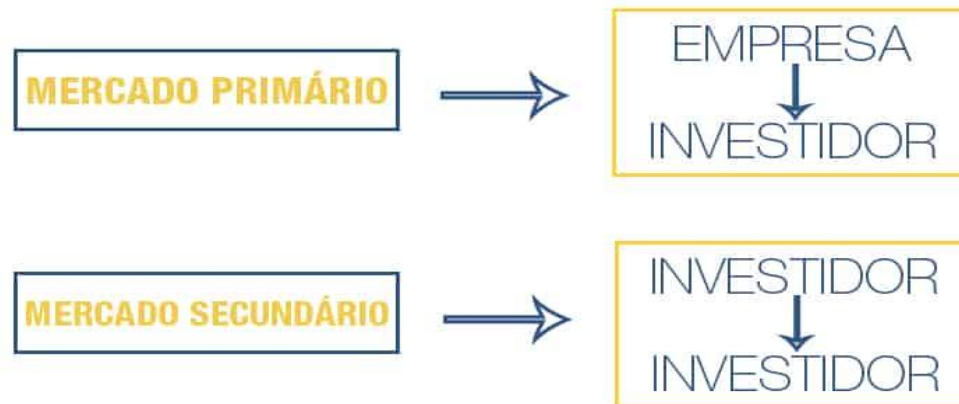 MERCADO PRIMÁRIO
EMPRESA
INVESTIDOR
MERCADO SECUNDÁRIO
INVESTIDOR
INVESTIDOR